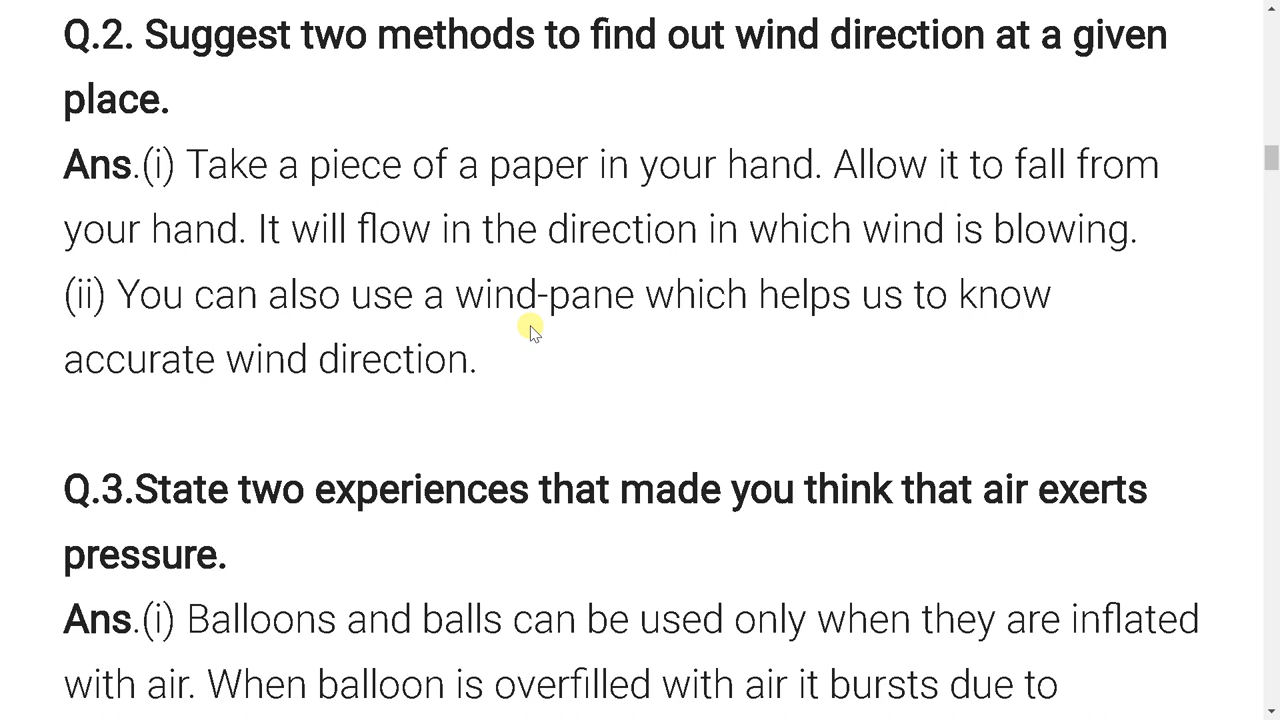 Q.2. Suggest two methods to find out wind direction at a given
place.
Ans.(i) Take a piece of a paper in your hand. Allow it to fall from
your hand. It will flow in the direction in which wind is blowing.
(ii) You can also use a wind-pane which helps us to know
accurate wind direction.
Q.3.State two experiences that made you think that air exerts
pressure.
Ans.(i) Balloons and balls can be used only when they are inflated
with air. When balloon is overfilled with air it bursts due to